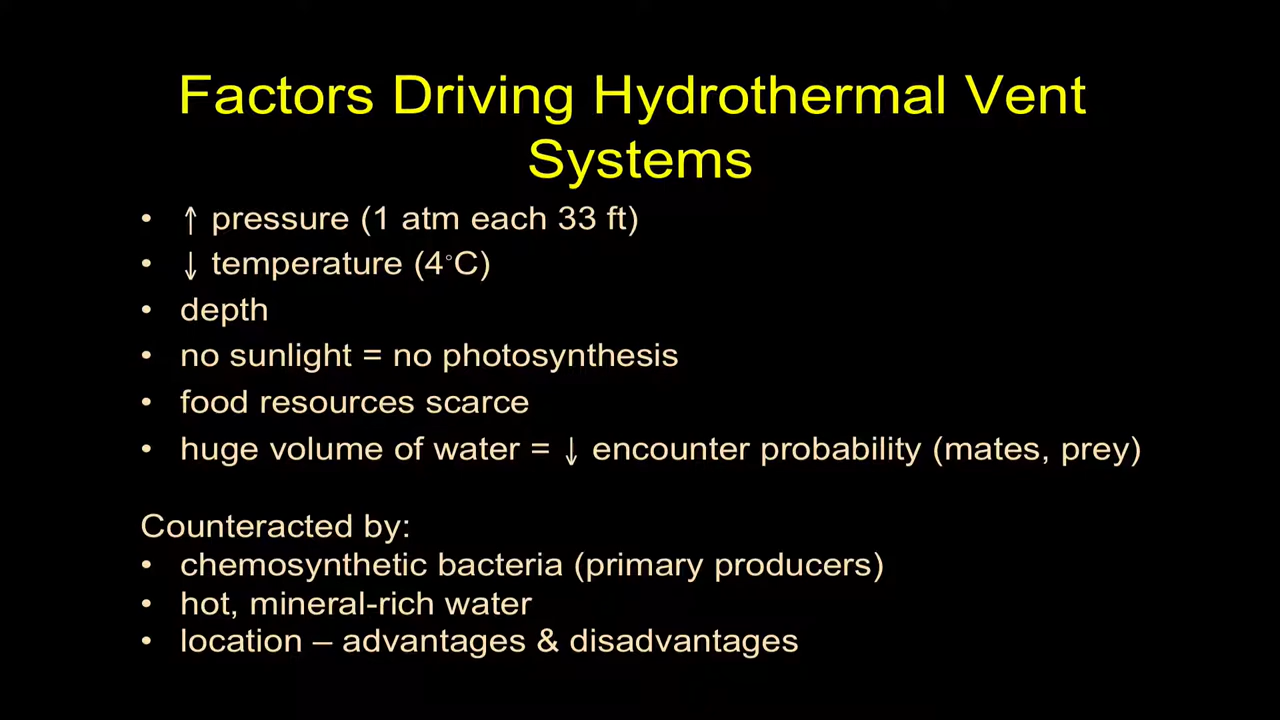 Factors Driving Hydrothermal Vent
Systems
• ↑ pressure (1 atm each 33 ft)
• ↓ temperature (4°C)
• depth
• no sunlight = no photosynthesis
• food resources scarce
• huge volume of water = ↓ encounter probability (mates, prey)
Counteracted by:
• chemosynthetic bacteria (primary producers)
• hot, mineral-rich water
• location – advantages & disadvantages